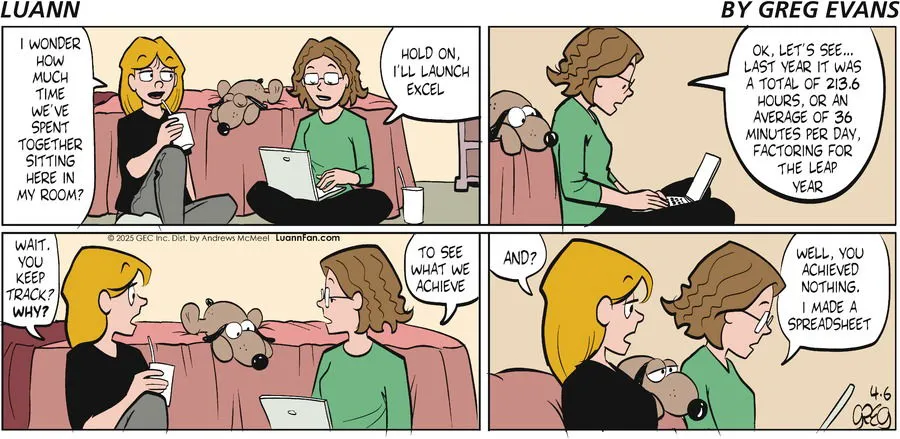 LUANN
BY GREG EVANS
I WONDER
HOW
MUCH
TIME
WE'VE
SPENT
TOGETHER
SITTING
HERE IN
MY ROOM?
HOLD ON,
I'LL LAUNCH
EXCEL
OK, LET'S SEE...
LAST YEAR IT WAS
A TOTAL OF 213.6
HOURS, OR AN
AVERAGE OF 36
MINUTES PER DAY,
FACTORING FOR
THE LEAP
YEAR
© 2025 GEC Inc. Dist. by Andrews McMeel LuannFan.com
WAIT.
YOU
KEEP
TRACK?
WHY?
TO SEE
WHAT WE
ACHIEVE
AND?
WELL, YOU
ACHIEVED
NOTHING.
I MADE A
SPREADSHEET
4·6
GREG